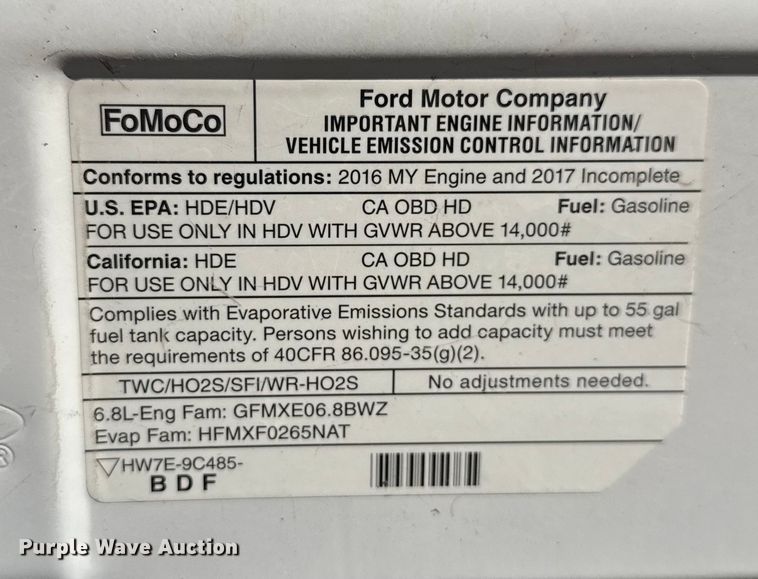 FoMoCo
Ford Motor Company
IMPORTANT ENGINE INFORMATION/
VEHICLE EMISSION CONTROL INFORMATION
Conforms to regulations: 2016 MY Engine and 2017 Incomplete
U.S. EPA: HDE/HDV CA OBD HD Fuel: Gasoline
FOR USE ONLY IN HDV WITH GVWR ABOVE 14,000#
California: HDE CA OBD HD Fuel: Gasoline
FOR USE ONLY IN HDV WITH GVWR ABOVE 14,000#
Complies with Evaporative Emissions Standards with up to 55 gal
fuel tank capacity. Persons wishing to add capacity must meet
the requirements of 40CFR 86.095-35(g)(2).
TWC/HO2S/SFI/WR-HO2S No adjustments needed.
6.8L-Eng Fam: GFMXE06.8BWZ
Evap Fam: HFMXF0265NAT
HW7E-9C485-
BDF
®
Purple Wave Auction